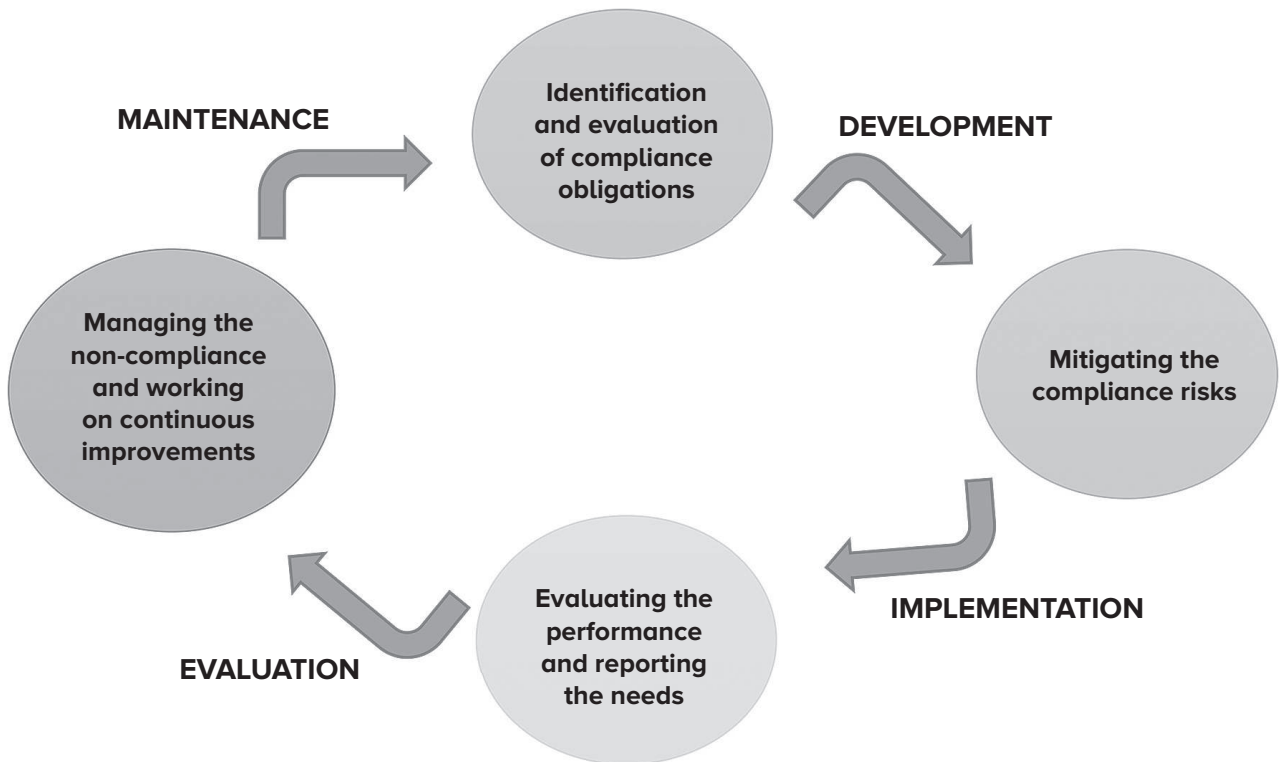 Identification
and evaluation
of compliance
obligations
DEVELOPMENT
Mitigating the
compliance risks
IMPLEMENTATION
Evaluating the
performance
and reporting
the needs
EVALUATION
Managing the
non-compliance
and working
on continuous
improvements
MAINTENANCE